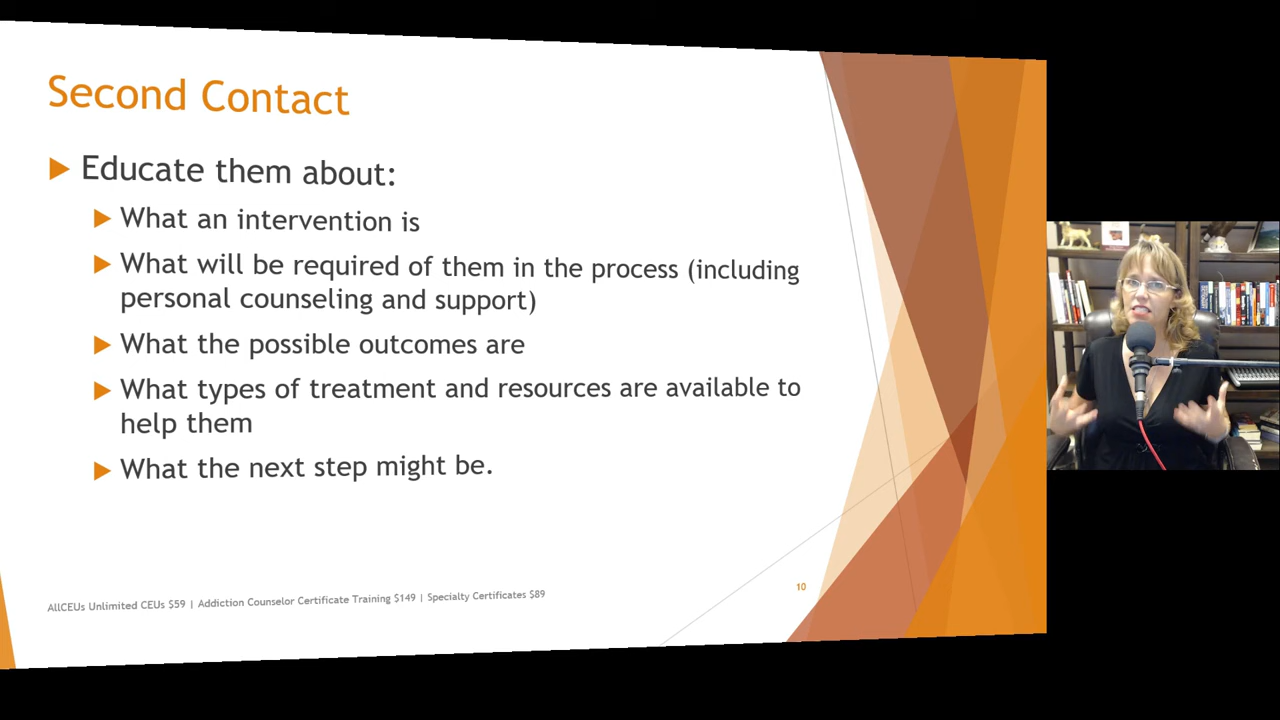 Second Contact
Educate them about:
What an intervention is
What will be required of them in the process (including
personal counseling and support)
What the possible outcomes are
What types of treatment and resources are available to
help them
What the next step might be.
AllCEUs Unlimited CEUs $59 | Addiction Counselor Certificate Training $149 | Specialty Certificates $89
10